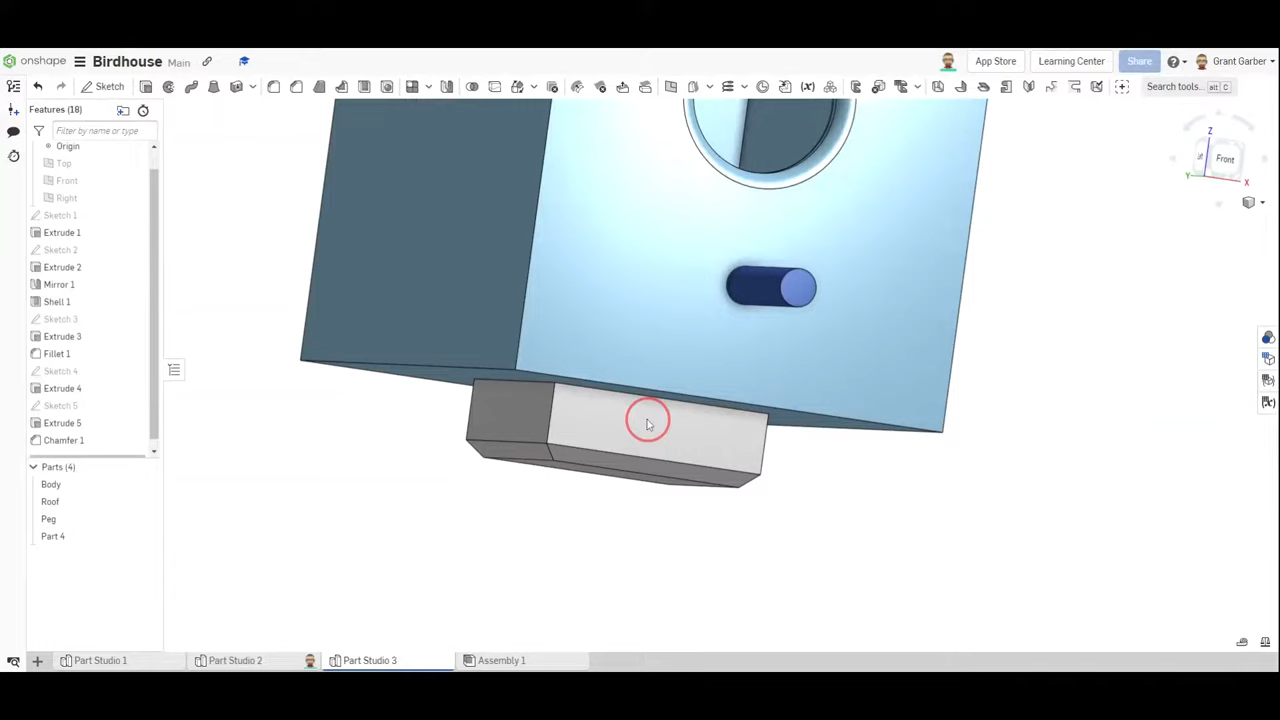 onshape Birdhouse Main App Store Learning Center Share Grant Garber
Sketch Search tools... alt C
Features (18)
Filter by name or type
Origin
Top
Front
Right
Sketch 1
Extrude 1
Sketch 2
Extrude 2
Mirror 1
Shell 1
Sketch 3
Extrude 3
Fillet 1
Sketch 4
Extrude 4
Sketch 5
Extrude 5
Chamfer 1
Parts (4)
Body
Roof
Peg
Part 4
Z
Front
Y
X
Part Studio 1 Part Studio 2 Part Studio 3 Assembly 1